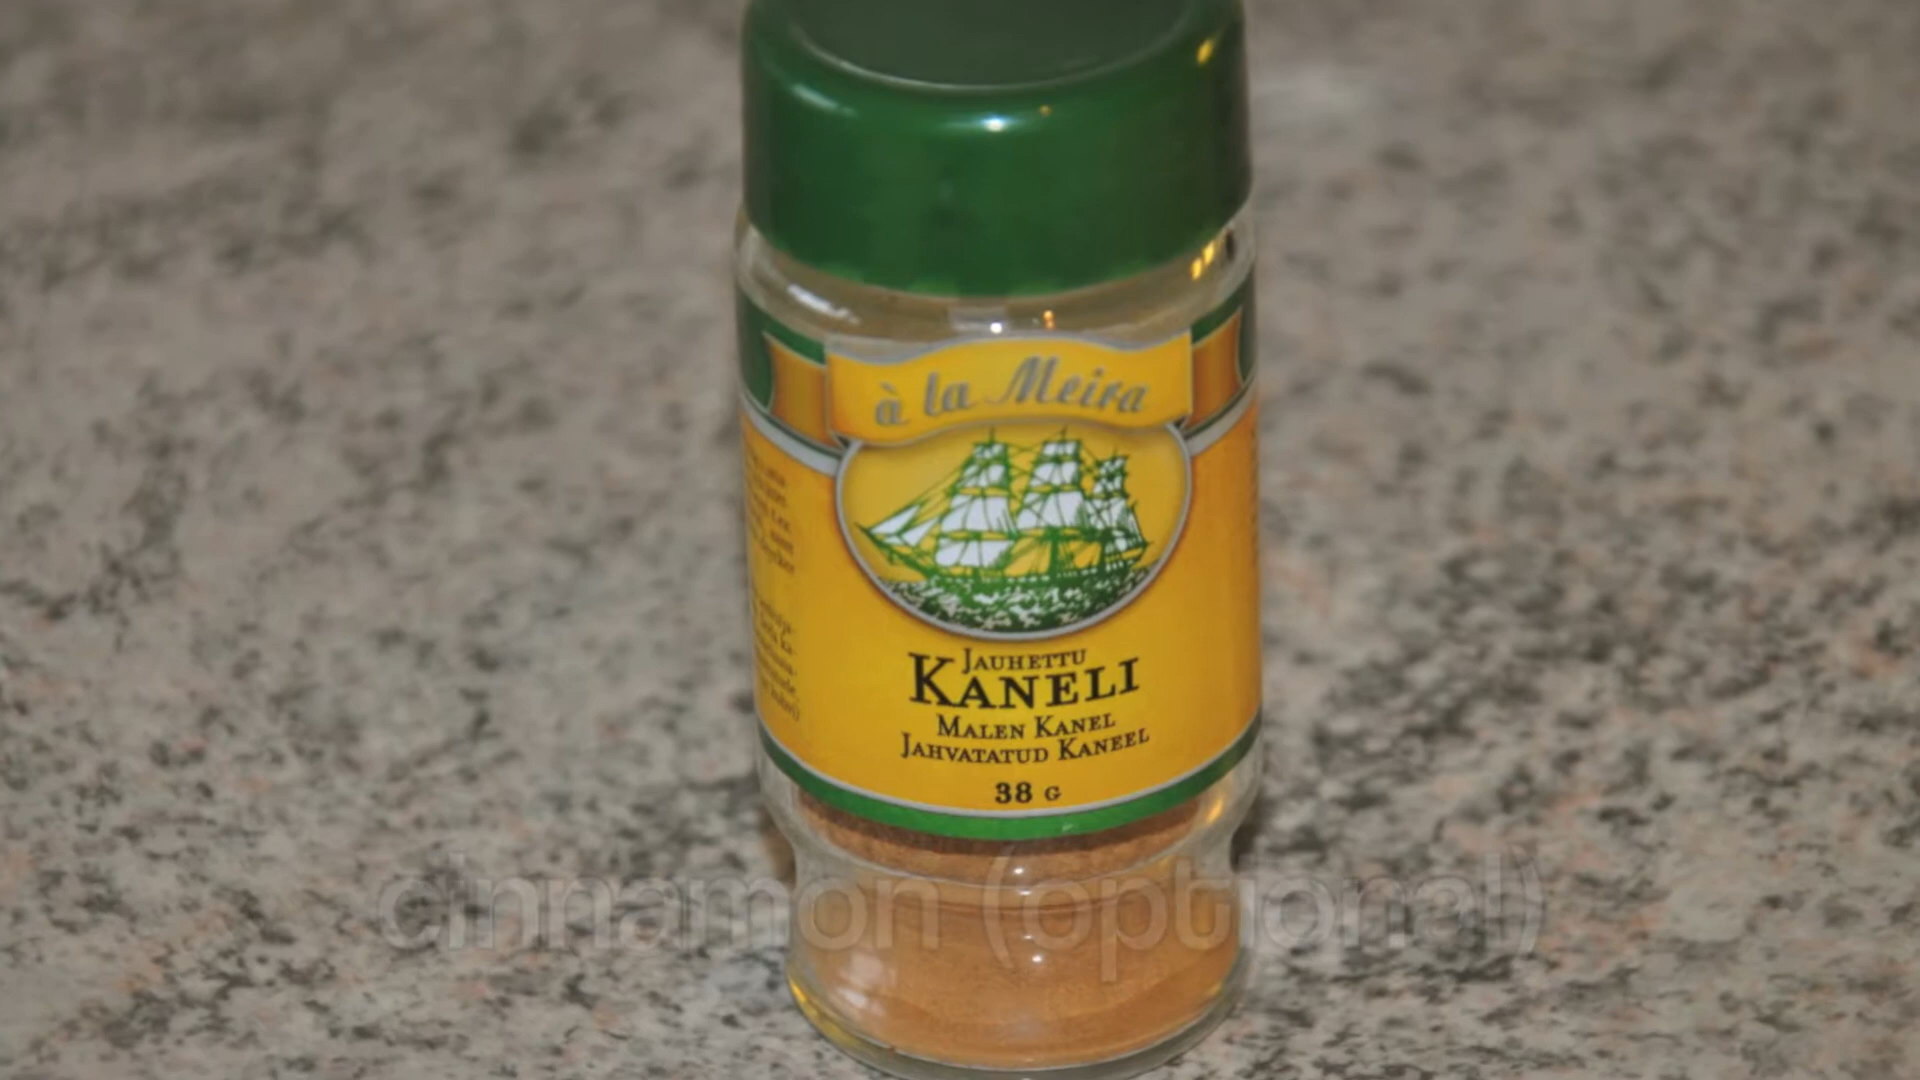 à la Meira
JAUHETTU
KANELI
MALEN KANEL
JAHVATATUD KANEEL
38 G
cinnamon (optional)